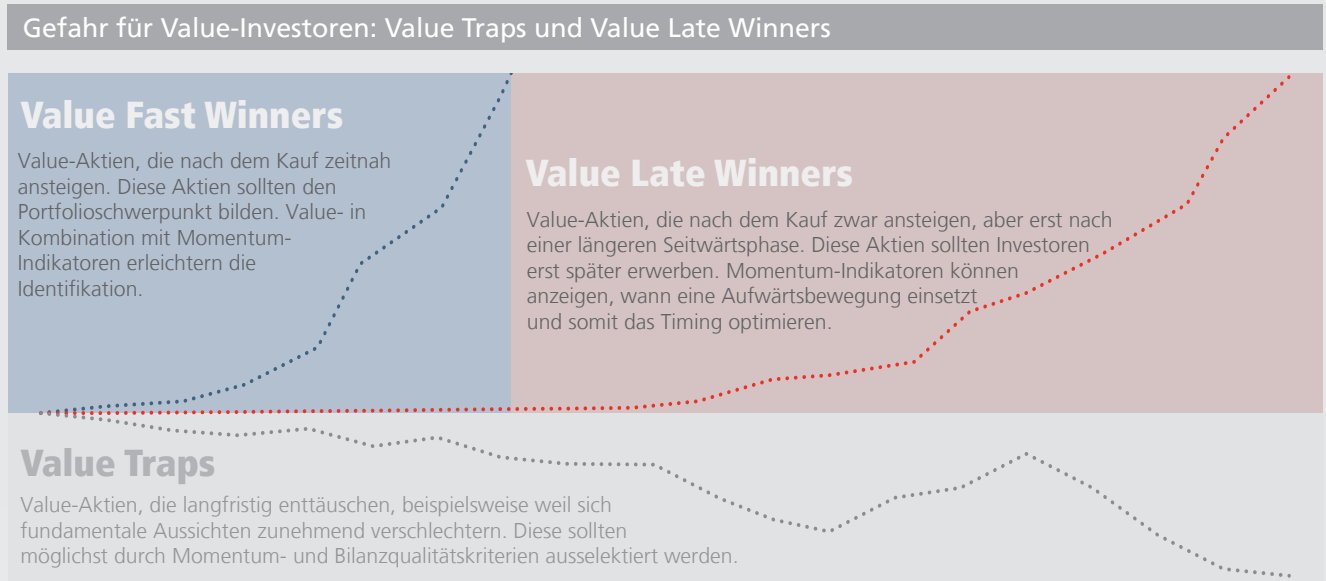 Gefahr für Value-Investoren: Value Traps und Value Late Winners
Value Fast Winners
Value-Aktien, die nach dem Kauf zeitnah
ansteigen. Diese Aktien sollten den
Portfolioschwerpunkt bilden. Value- in
Kombination mit Momentum-
Indikatoren erleichtern die
Identifikation.
Value Late Winners
Value-Aktien, die nach dem Kauf zwar ansteigen, aber erst nach
einer längeren Seitwärtsphase. Diese Aktien sollten Investoren
erst später erwerben. Momentum-Indikatoren können
anzeigen, wann eine Aufwärtsbewegung einsetzt
und somit das Timing optimieren.
Value Traps
Value-Aktien, die langfristig enttäuschen, beispielsweise weil sich
fundamentale Aussichten zunehmend verschlechtern. Diese sollten
möglichst durch Momentum- und Bilanzqualitätskriterien ausselektiert werden.